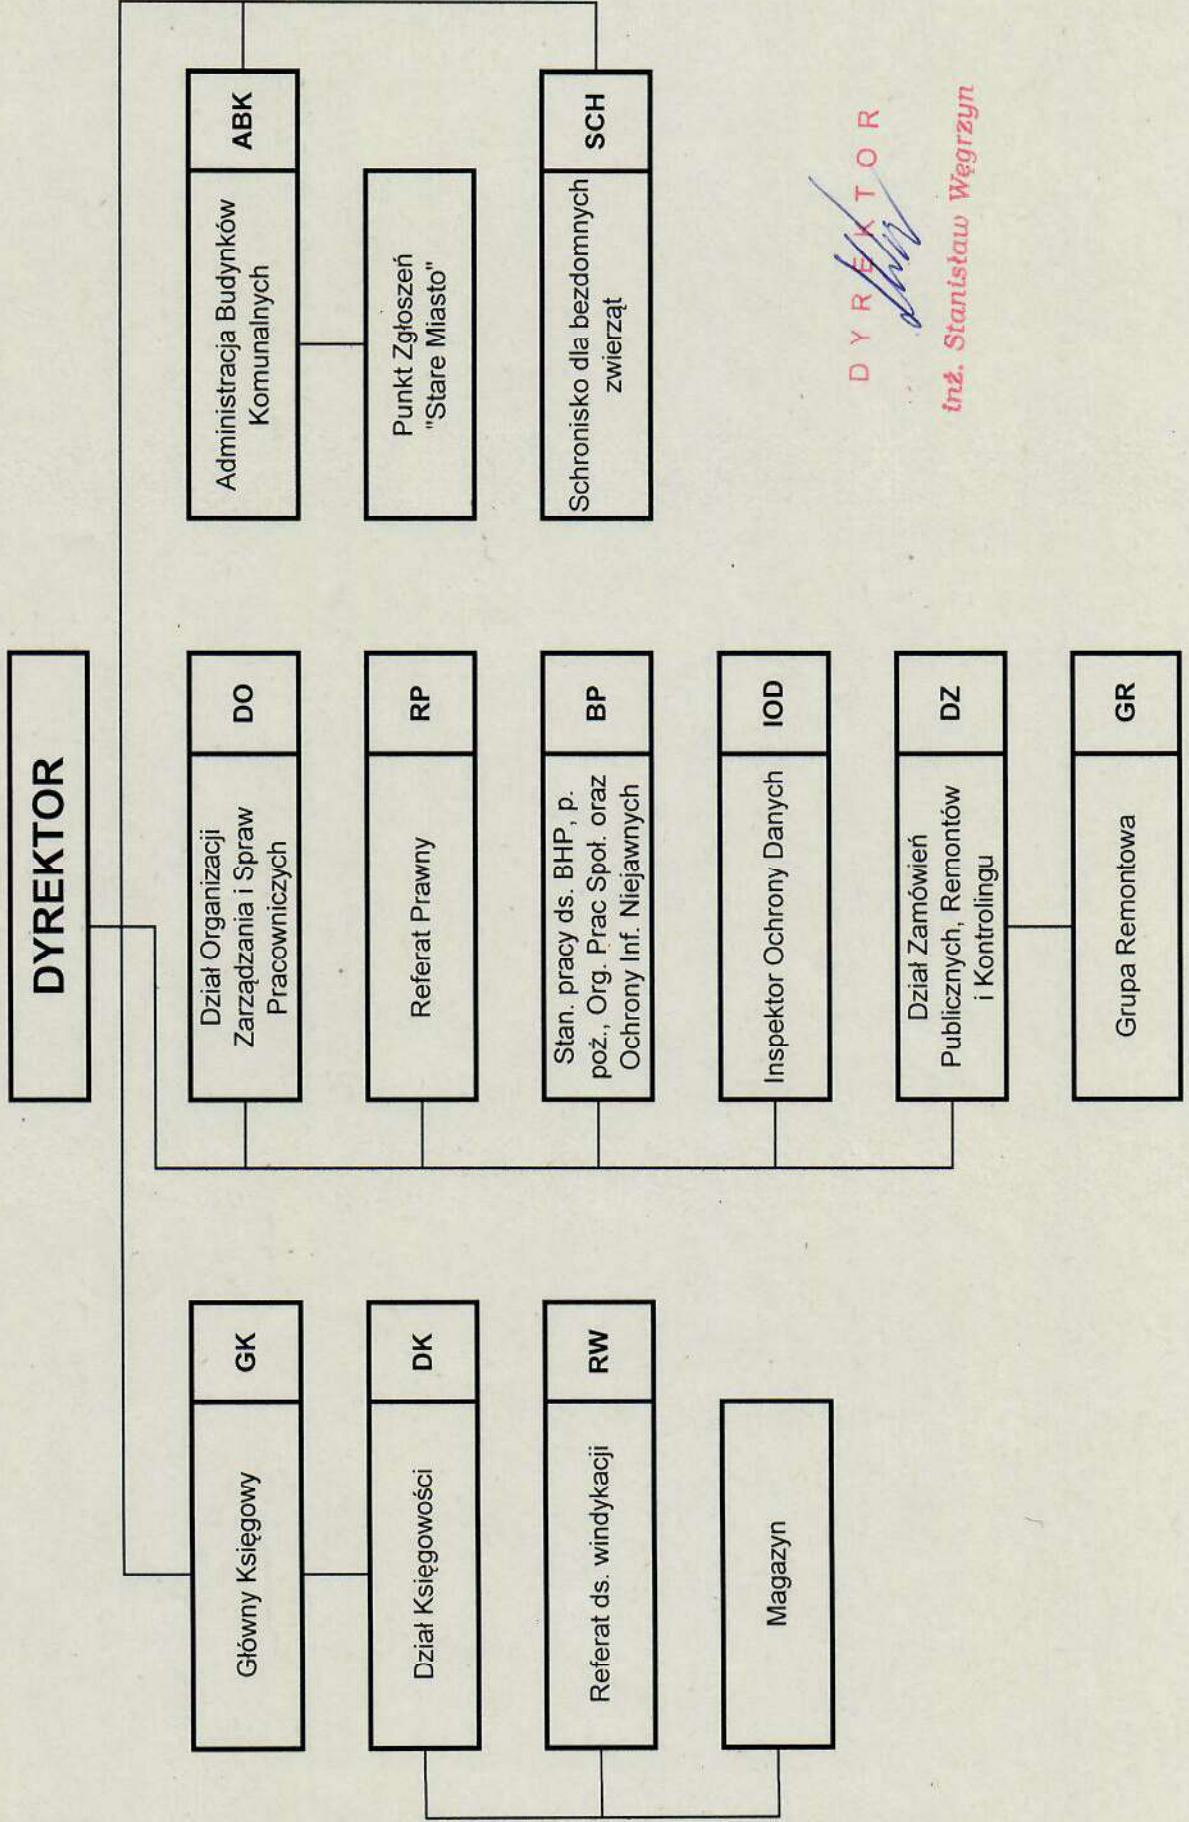 DYREKTOR
Główny Księgowy
GK
Dział Księgowości
DK
Referat ds. windykacji
RW
Magazyn
Dział Organizacji
Zarządzania i Spraw
Pracowniczych
DO
Referat Prawny
RP
Stan. pracy ds. BHP, p.
poż., Org. Prac Społ. oraz
Ochrony Inf. Niejawnych
BP
Inspektor Ochrony Danych
IOD
Dział Zamówień
Publicznych, Remontów
i Kontrolingu
DZ
Grupa Remontowa
GR
Administracja Budynków
Komunalnych
ABK
Punkt Zgłoszeń
"Stare Miasto"
Schronisko dla bezdomnych
zwierząt
SCH
DYREKTOR
inż. Stanisław Węgrzyn